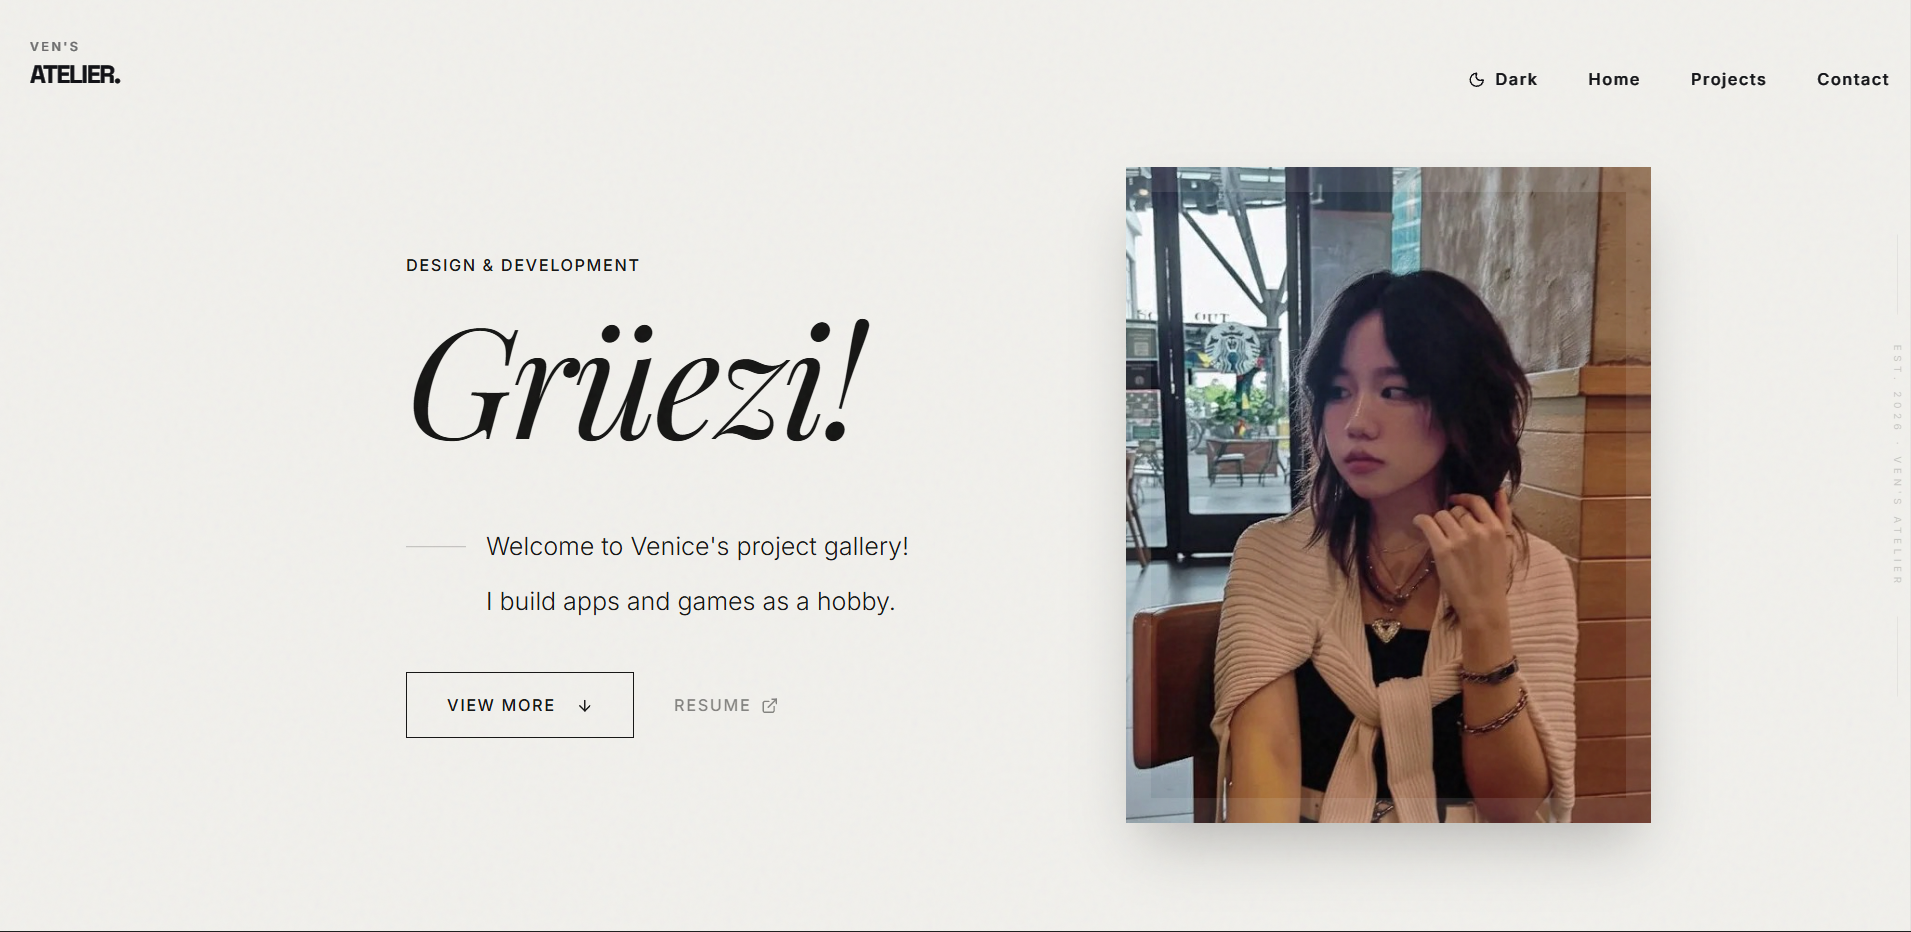 VEN'S
ATELIER.
Dark
Home
Projects
Contact
DESIGN & DEVELOPMENT
Grüezi!
Welcome to Venice's project gallery!
I build apps and games as a hobby.
VIEW MORE
RESUME
EST. 2026 · VEN'S ATELIER